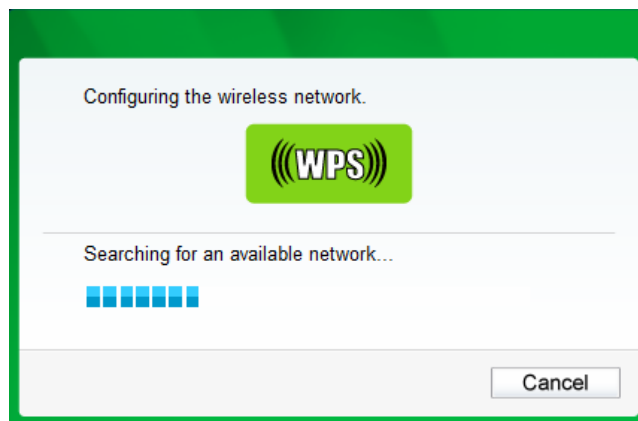 Configuring the wireless network.
(((WPS)))
Searching for an available network...
Cancel